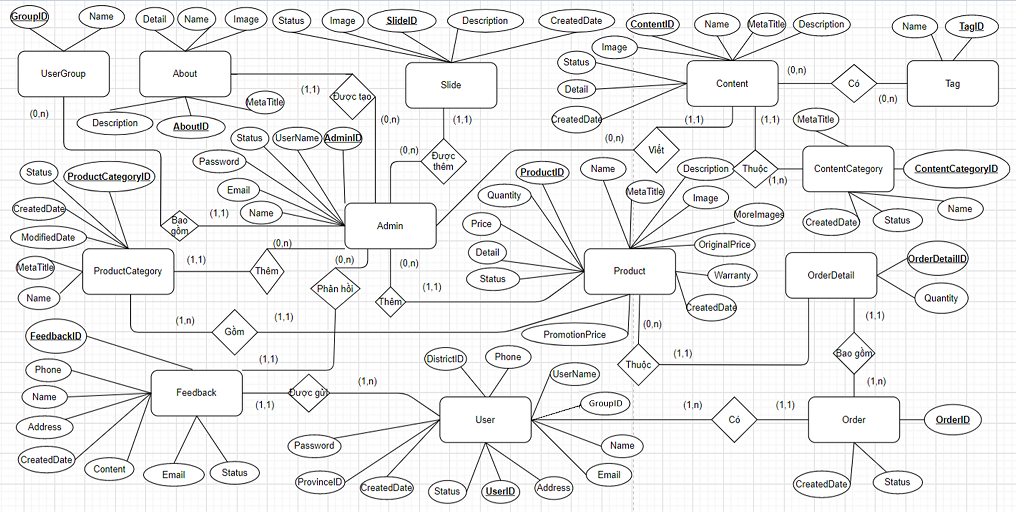 GroupID
Name
Detail
Name
Image
Status
Image
SlideID
Description
CreatedDate
ContentID
Name
MetaTitle
Description
Name
TagID
UserGroup
About
Slide
Content
Có
Tag
Image
Status
Detail
CreatedDate
(0,n)
(0,n)
(0,n)
(1,1)
Được tạo
(0,n)
(1,1)
(1,1)
(1,1)
MetaTitle
Description
AboutID
MetaTitle
Status
UserName
AdminID
(0,n)
Được thêm
(0,n)
Viết
Thuộc
(1,n)
ContentCategory
ContentCategoryID
CreatedDate
Status
Name
Status
ProductCategoryID
CreatedDate
ModifiedDate
MetaTitle
Name
Password
Email
Name
Bao gồm
(1,1)
Admin
ProductID
Name
MetaTitle
Description
Image
MoreImages
OriginalPrice
Warranty
CreatedDate
Quantity
Price
Detail
Status
PromotionPrice
ProductCategory
(1,1)
Thêm
(0,n)
(0,n)
Phản hồi
(0,n)
Thêm
(1,1)
Product
OrderDetail
OrderDetailID
Quantity
(1,n)
Gồm
(1,1)
(0,n)
(1,1)
Thuộc
(1,1)
Bao gồm
(1,n)
FeedbackID
Phone
Name
Address
CreatedDate
Content
Email
Status
Feedback
(1,1)
(1,1)
Được gửi
(1,n)
DistrictID
Phone
UserName
GroupID
Name
Email
Address
UserID
Status
CreatedDate
ProvinceID
Password
User
(1,n)
Có
(1,1)
Order
OrderID
CreatedDate
Status